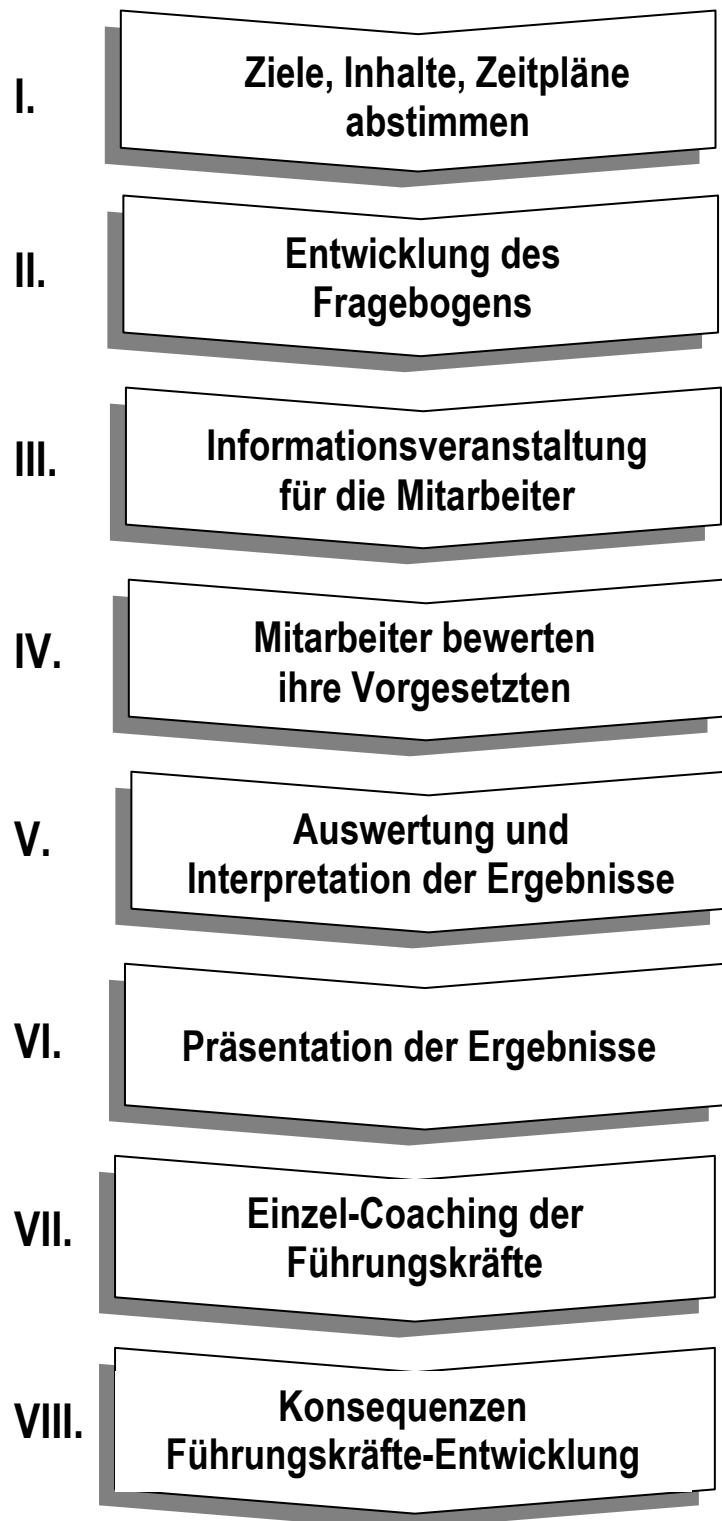 I.
Ziele, Inhalte, Zeitpläne
abstimmen
II.
Entwicklung des
Fragebogens
III.
Informationsveranstaltung
für die Mitarbeiter
IV.
Mitarbeiter bewerten
ihre Vorgesetzten
V.
Auswertung und
Interpretation der Ergebnisse
VI.
Präsentation der Ergebnisse
VII.
Einzel-Coaching der
Führungskräfte
VIII.
Konsequenzen
Führungskräfte-Entwicklung